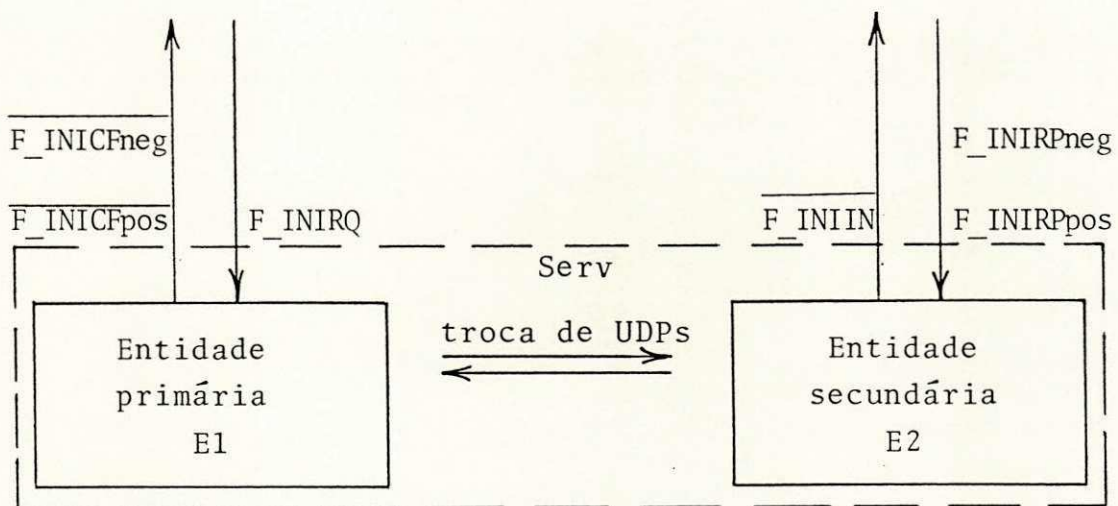 F_INICFneg
F_INIRPneg
F_INICFpos
F_INIRQ
F_INIIN
F_INIRPpos
Serv
Entidade
primária
E1
troca de UDPs
Entidade
secundária
E2